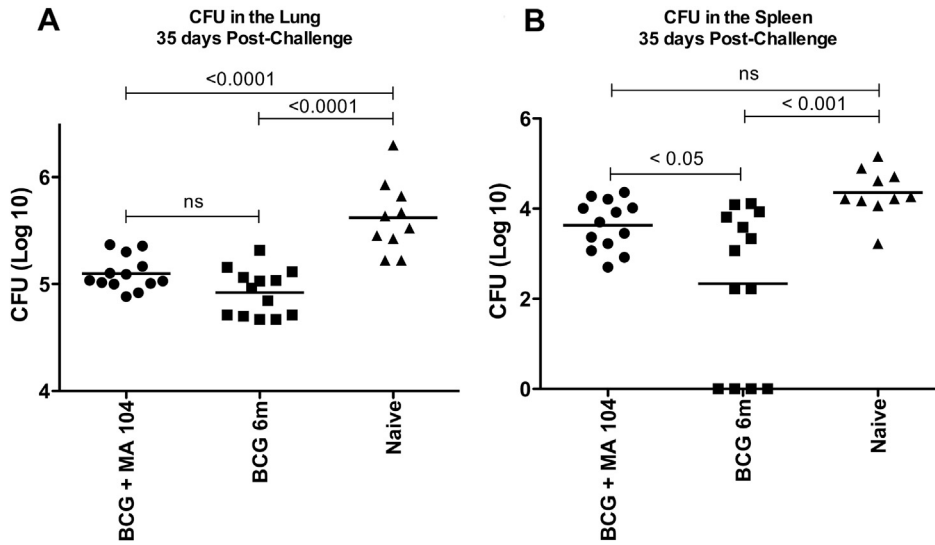 A
CFU in the Lung
35 days Post-Challenge
<0.0001
<0.0001
ns
CFU (Log 10)
6
5
4
BCG + MA 104
BCG 6m
Naive
B
CFU in the Spleen
35 days Post-Challenge
ns
< 0.001
< 0.05
CFU (Log 10)
6
4
2
0
BCG + MA 104
BCG 6m
Naive